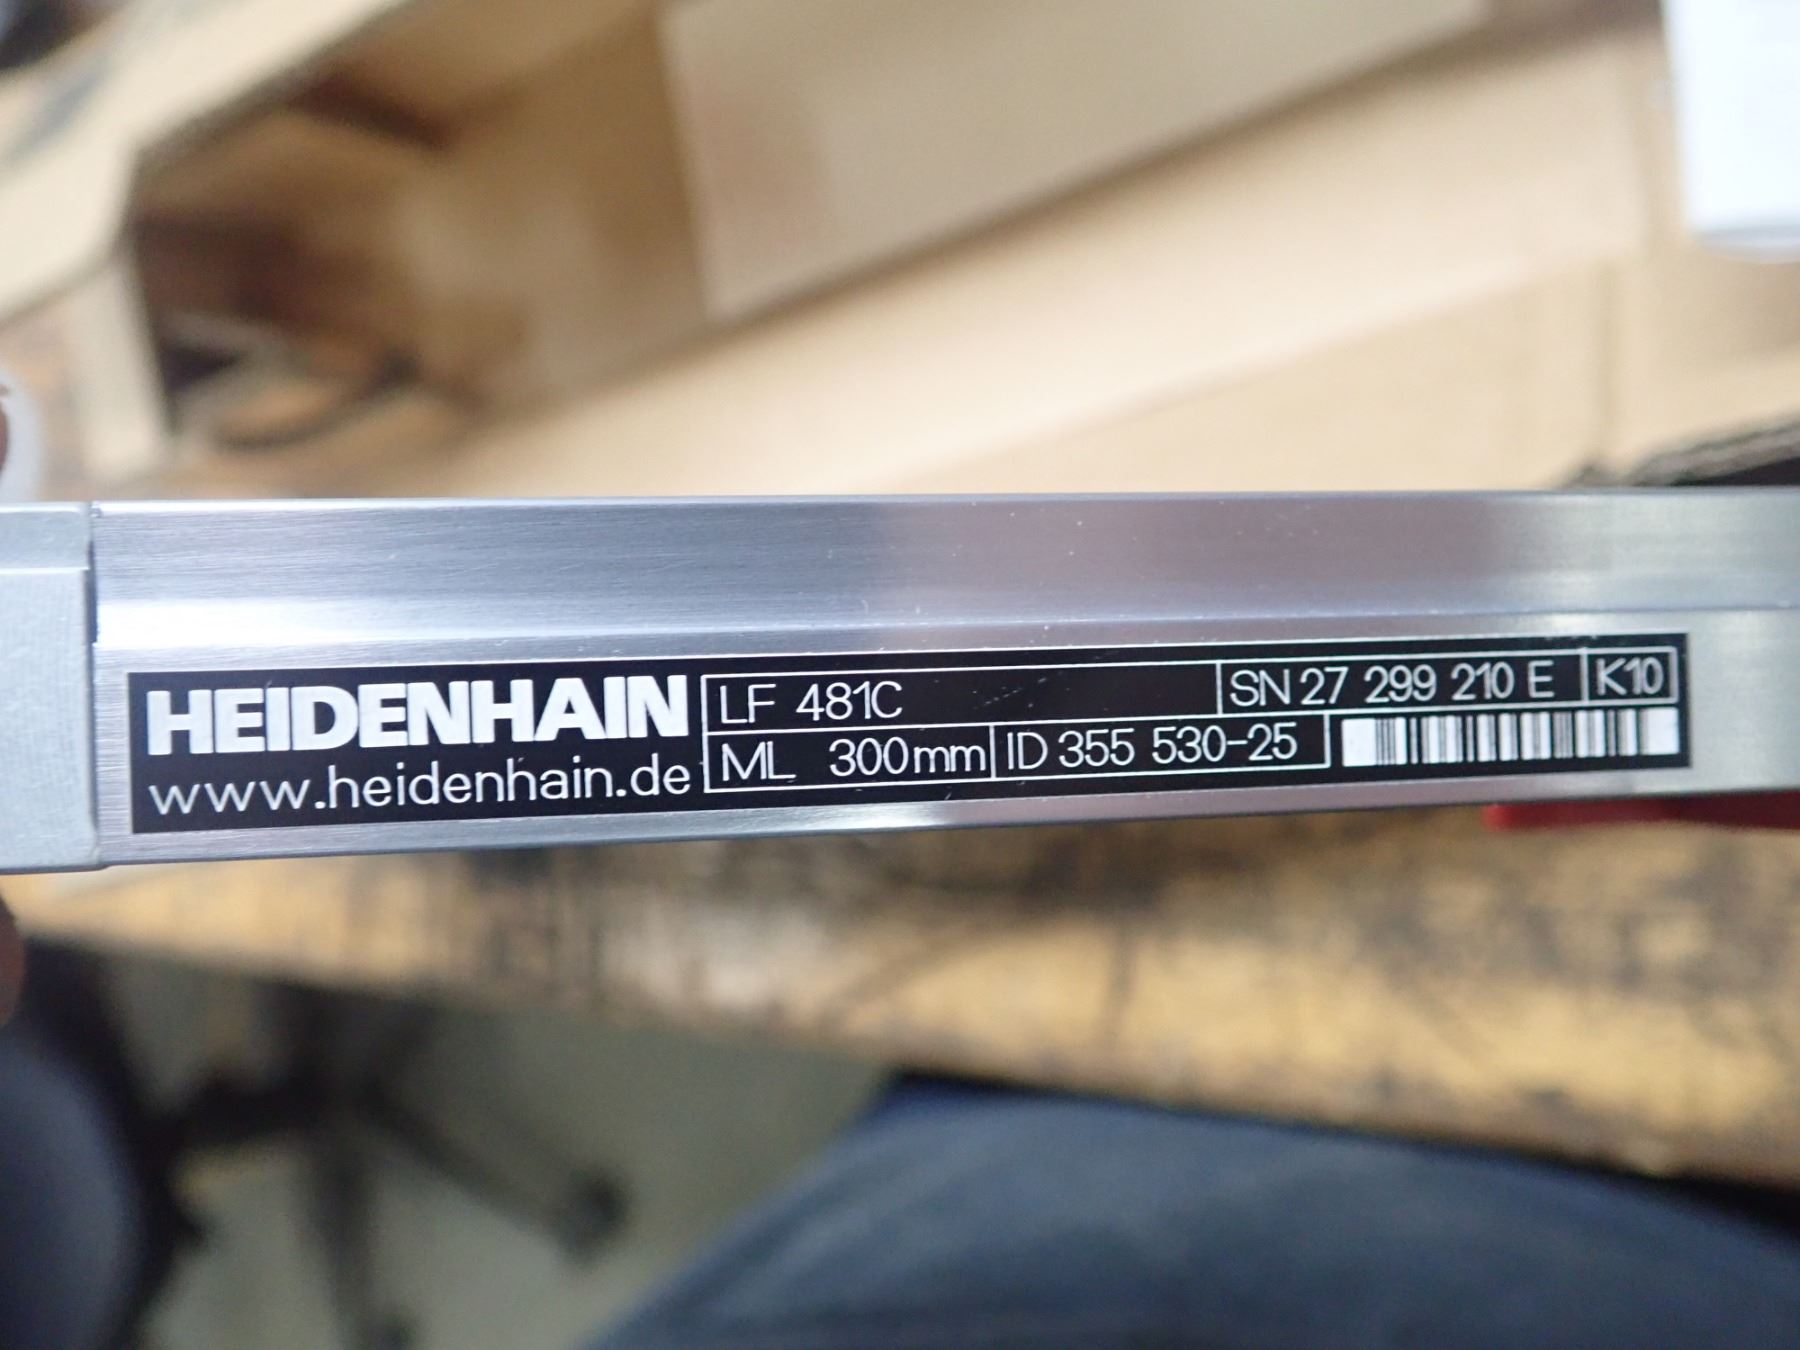 HEIDENHAIN
www.heidenhain.de
LF 481C
SN 27 299 210 E
K10
ML 300mm
ID 355 530-25